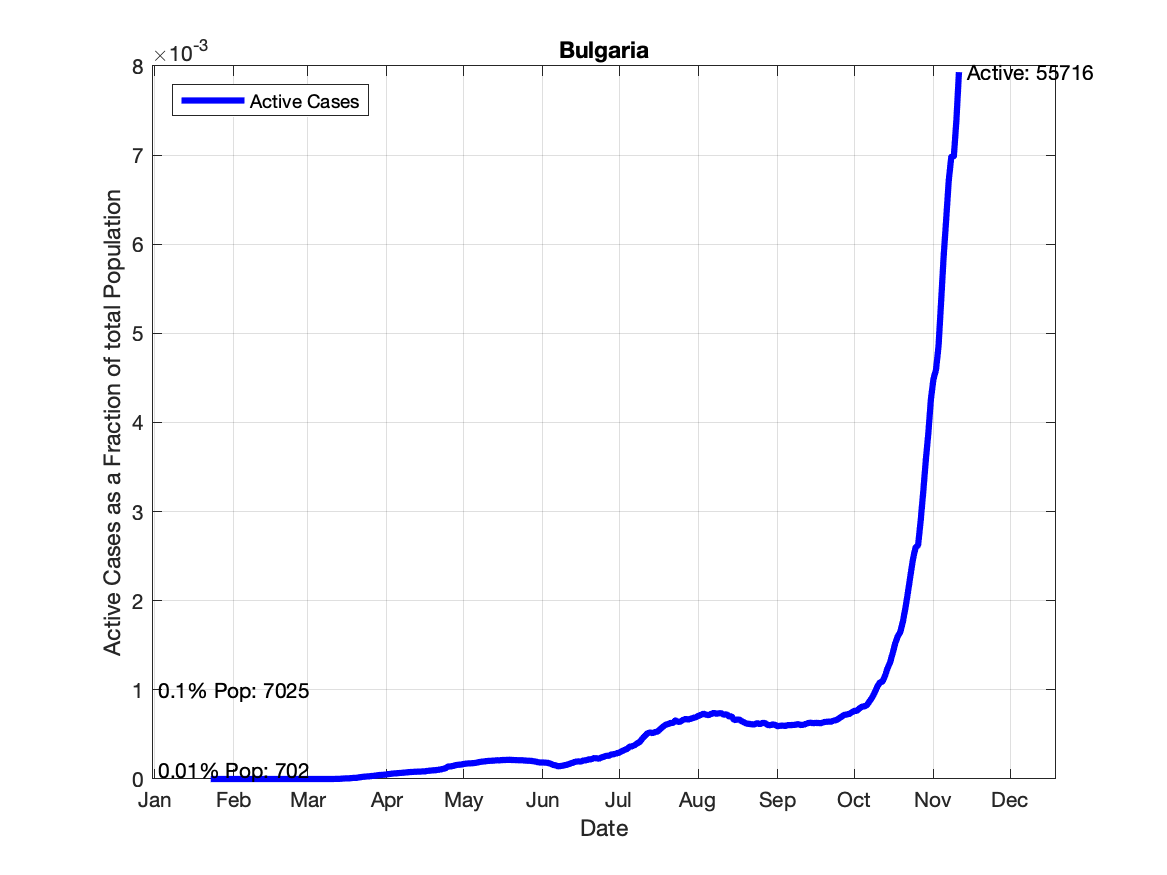 Bulgaria
×10-3
8
7
6
5
4
3
2
1
0
Active Cases as a Fraction of total Population
Active Cases
Active: 55716
0.1% Pop: 7025
0.01% Pop: 702
Jan Feb Mar Apr May Jun Jul Aug Sep Oct Nov Dec
Date